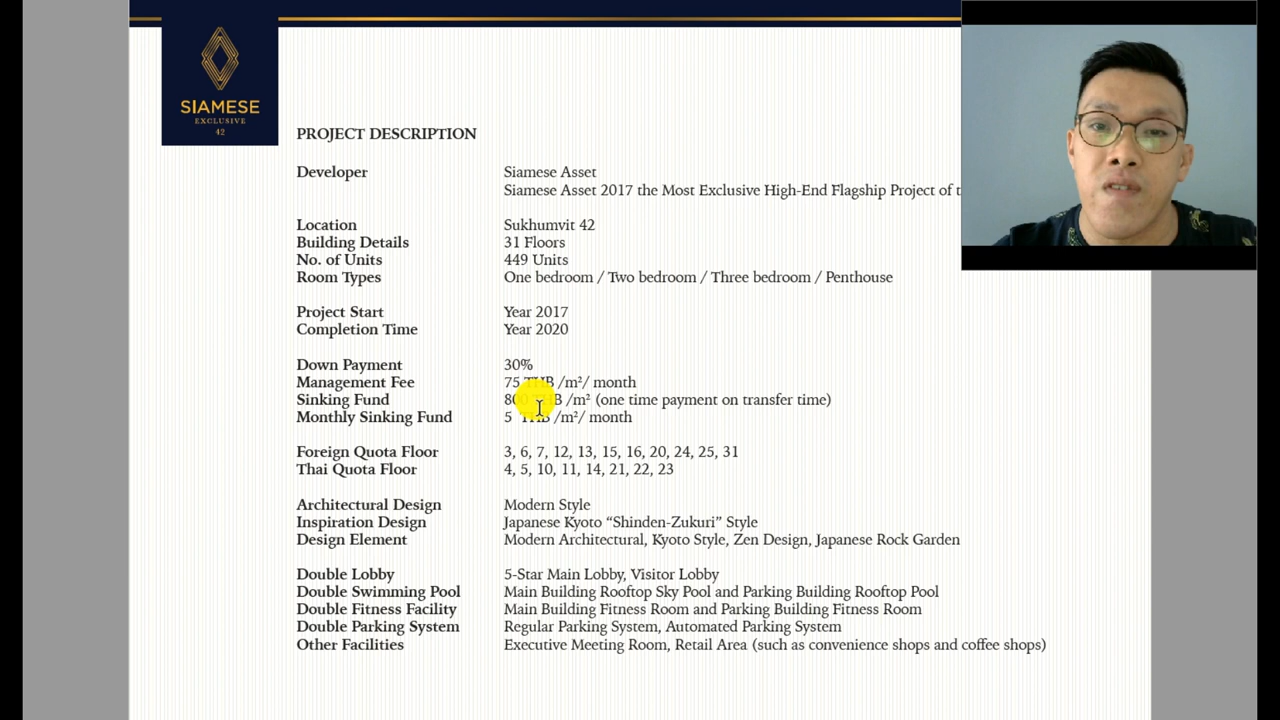 SIAMESE
EXCLUSIVE
42
PROJECT DESCRIPTION
Developer Siamese Asset
Siamese Asset 2017 the Most Exclusive High-End Flagship Project of
Location Sukhumvit 42
Building Details 31 Floors
No. of Units 449 Units
Room Types One bedroom / Two bedroom / Three bedroom / Penthouse
Project Start Year 2017
Completion Time Year 2020
Down Payment 30%
Management Fee 75 THB /m²/ month
Sinking Fund 800 THB /m² (one time payment on transfer time)
Monthly Sinking Fund 5 THB /m²/ month
Foreign Quota Floor 3, 6, 7, 12, 13, 15, 16, 20, 24, 25, 31
Thai Quota Floor 4, 5, 10, 11, 14, 21, 22, 23
Architectural Design Modern Style
Inspiration Design Japanese Kyoto “Shinden-Zukuri” Style
Design Element Modern Architectural, Kyoto Style, Zen Design, Japanese Rock Garden
Double Lobby 5-Star Main Lobby, Visitor Lobby
Double Swimming Pool Main Building Rooftop Sky Pool and Parking Building Rooftop Pool
Double Fitness Facility Main Building Fitness Room and Parking Building Fitness Room
Double Parking System Regular Parking System, Automated Parking System
Other Facilities Executive Meeting Room, Retail Area (such as convenience shops and coffee shops)